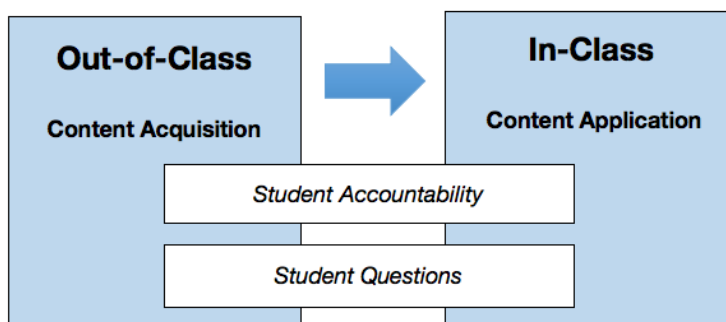 Out-of-Class
Content Acquisition
In-Class
Content Application
Student Accountability
Student Questions